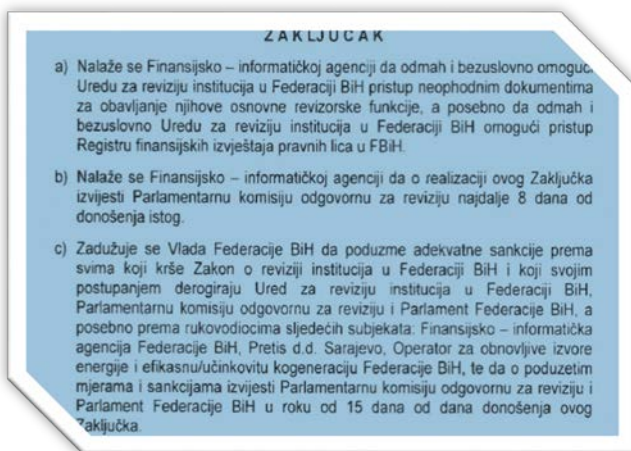 ZAKLJUČAK
a) Nalaže se Finansijsko – informatičkoj agenciji da odmah i bezuslovno omogući
Uredu za reviziju institucija u Federaciji BiH pristup neophodnim dokumentima
za obavljanje njihove osnovne revizorske funkcije, a posebno da odmah i
bezuslovno Uredu za reviziju institucija u Federaciji BiH omogući pristup
Registru finansijskih izvještaja pravnih lica u FBiH.
b) Nalaže se Finansijsko – informatičkoj agenciji da o realizaciji ovog Zaključka
izvijesti Parlamentarnu komisiju odgovornu za reviziju najdalje 8 dana od
donošenja istog.
c) Zadužuje se Vlada Federacije BiH da poduzme adekvatne sankcije prema
svima koji krše Zakon o reviziji institucija u Federaciji BiH i koji svojim
postupanjem derogiraju Ured za reviziju institucija u Federaciji BiH,
Parlamentarnu komisiju odgovornu za reviziju i Parlament Federacije BiH, a
posebno prema rukovodiocima sljedećih subjekata: Finansijsko – informatička
agencija Federacije BiH, Pretis d.d. Sarajevo, Operator za obnovljive izvore
energije i efikasnu/učinkovitu kogeneraciju Federacije BiH, te da o poduzetim
mjerama i sankcijama izvijesti Parlamentarnu komisiju odgovornu za reviziju i
Parlament Federacije BiH u roku od 15 dana od dana donošenja ovog
Zaključka.